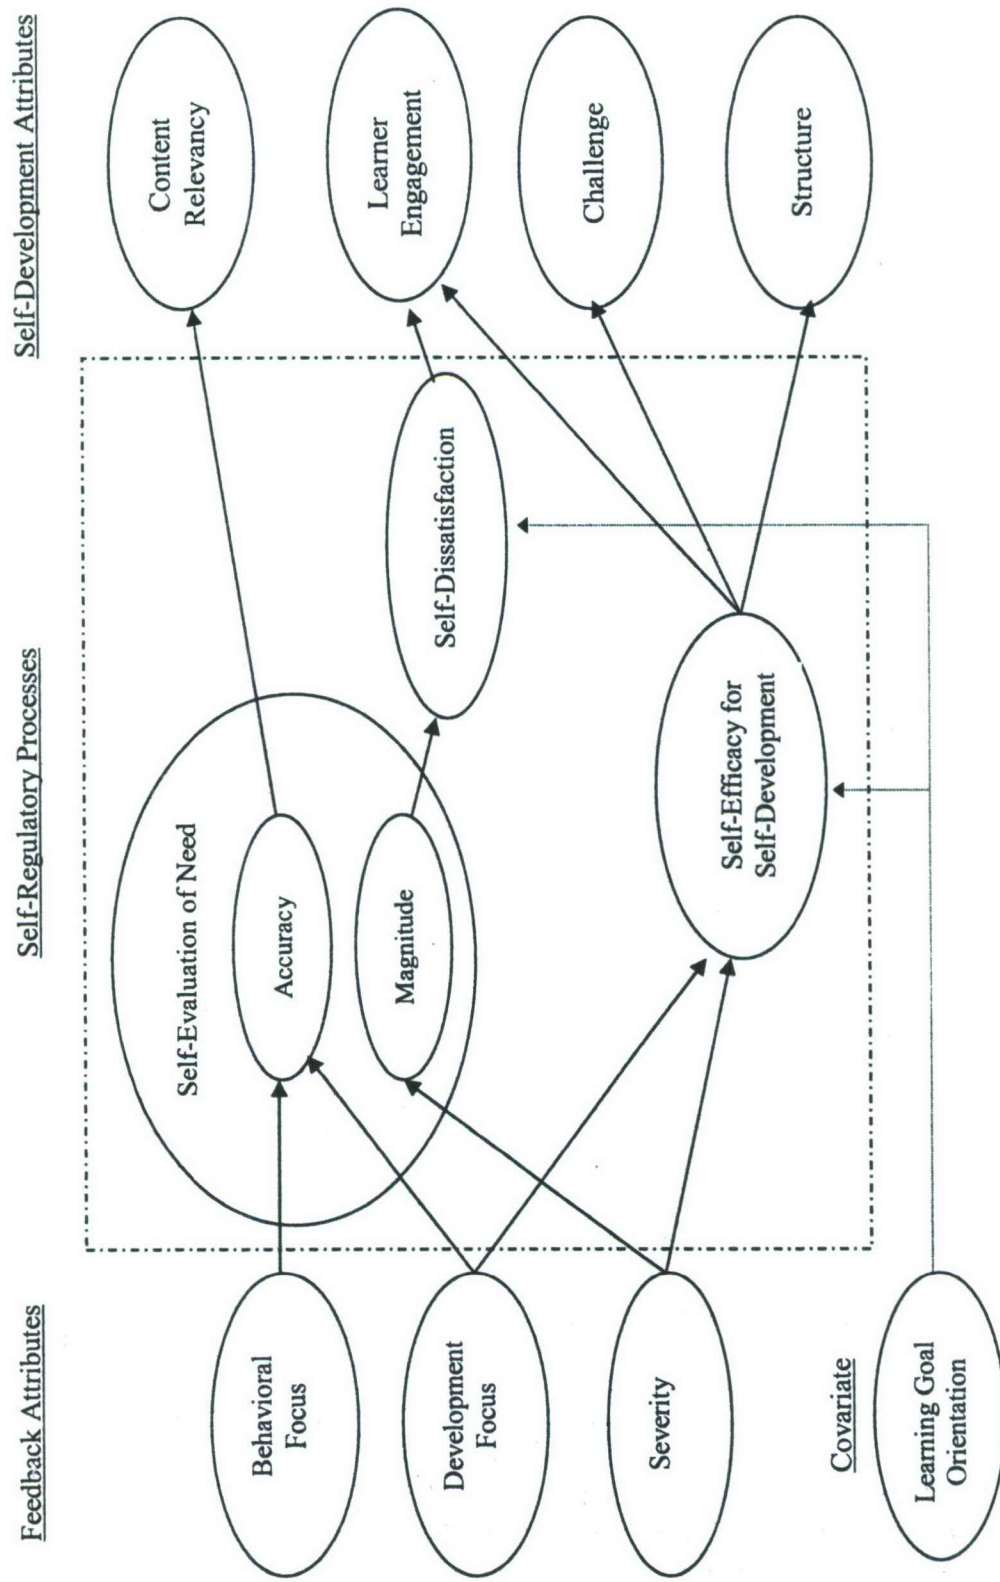 Feedback Attributes
Self-Regulatory Processes
Self-Development Attributes
Behavioral
Focus
Development
Focus
Severity
Covariate
Learning Goal
Orientation
Self-Evaluation of Need
Accuracy
Magnitude
Self-Dissatisfaction
Self-Efficacy for
Self-Development
Content
Relevancy
Learner
Engagement
Challenge
Structure